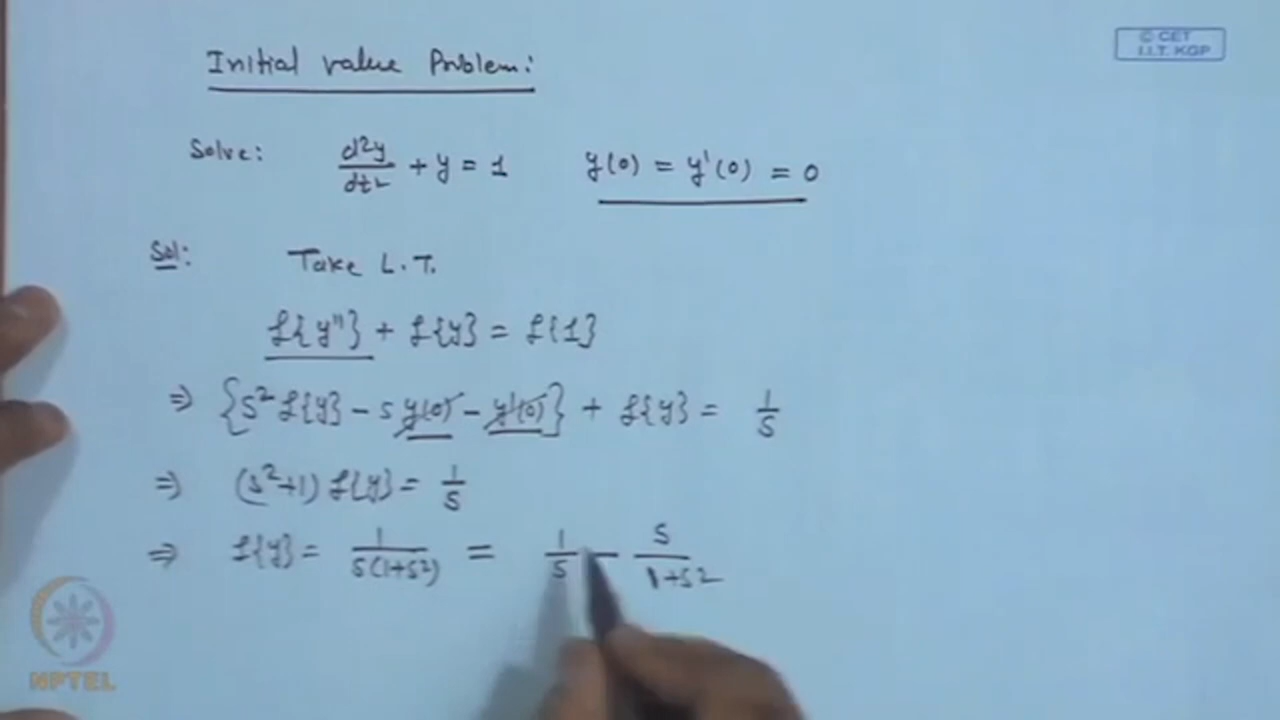 © CET
I.I.T. KGP
Initial value Problem:
Solve: d²y/dt² + y = 1 y(0) = y'(0) = 0
Sol: Take L.T.
ℒ{y''} + ℒ{y} = ℒ{1}
⇒ {s² ℒ{y} - s y(0) - y'(0)} + ℒ{y} = 1/s
⇒ (s²+1) ℒ{y} = 1/s
⇒ ℒ{y} = 1/s(1+s²) = 1/s - s/1+s²
NPTEL